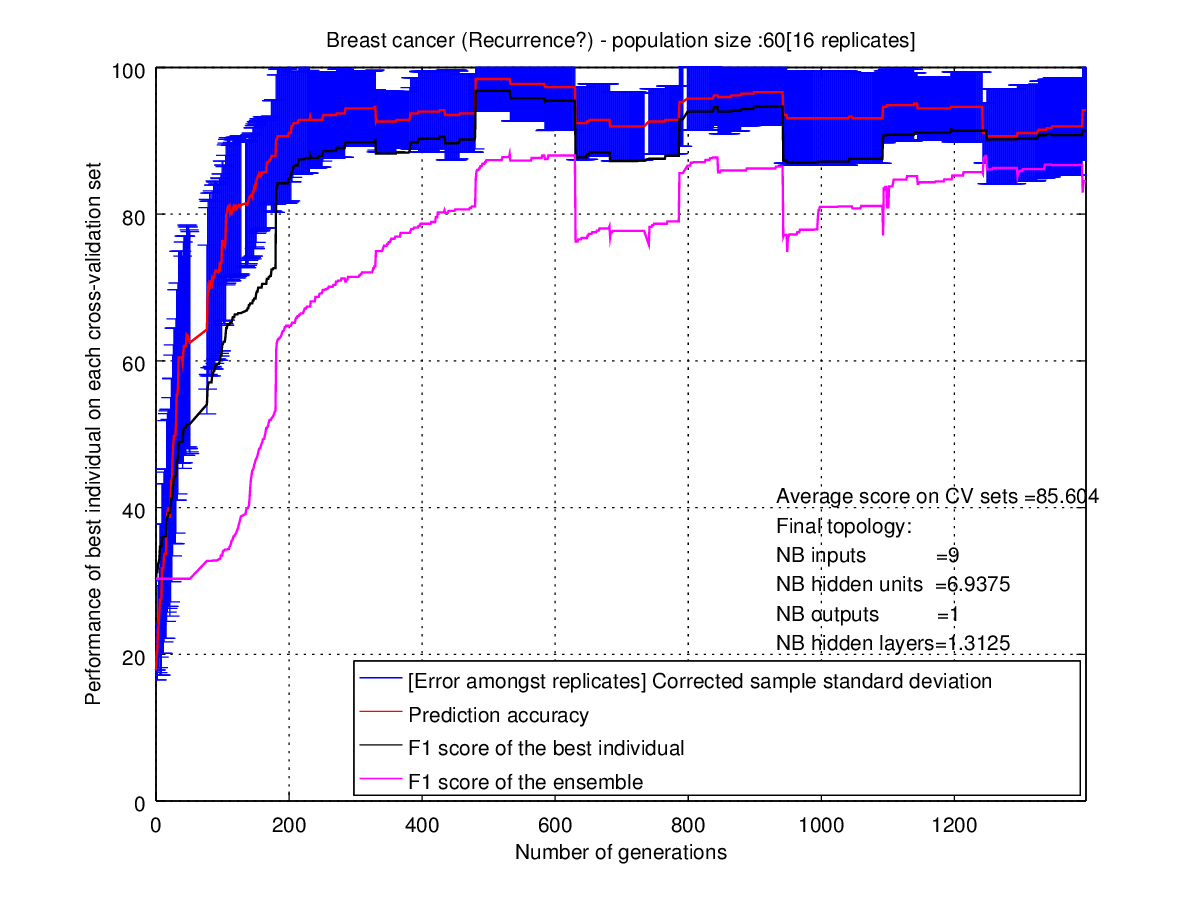 Breast cancer (Recurrence?) - population size :60[16 replicates]
Performance of best individual on each cross-validation set
100
80
60
40
20
0
Average score on CV sets =85.604
Final topology:
NB inputs =9
NB hidden units =6.9375
NB outputs =1
NB hidden layers=1.3125
[Error amongst replicates] Corrected sample standard deviation
Prediction accuracy
F1 score of the best individual
F1 score of the ensemble
0 200 400 600 800 1000 1200
Number of generations